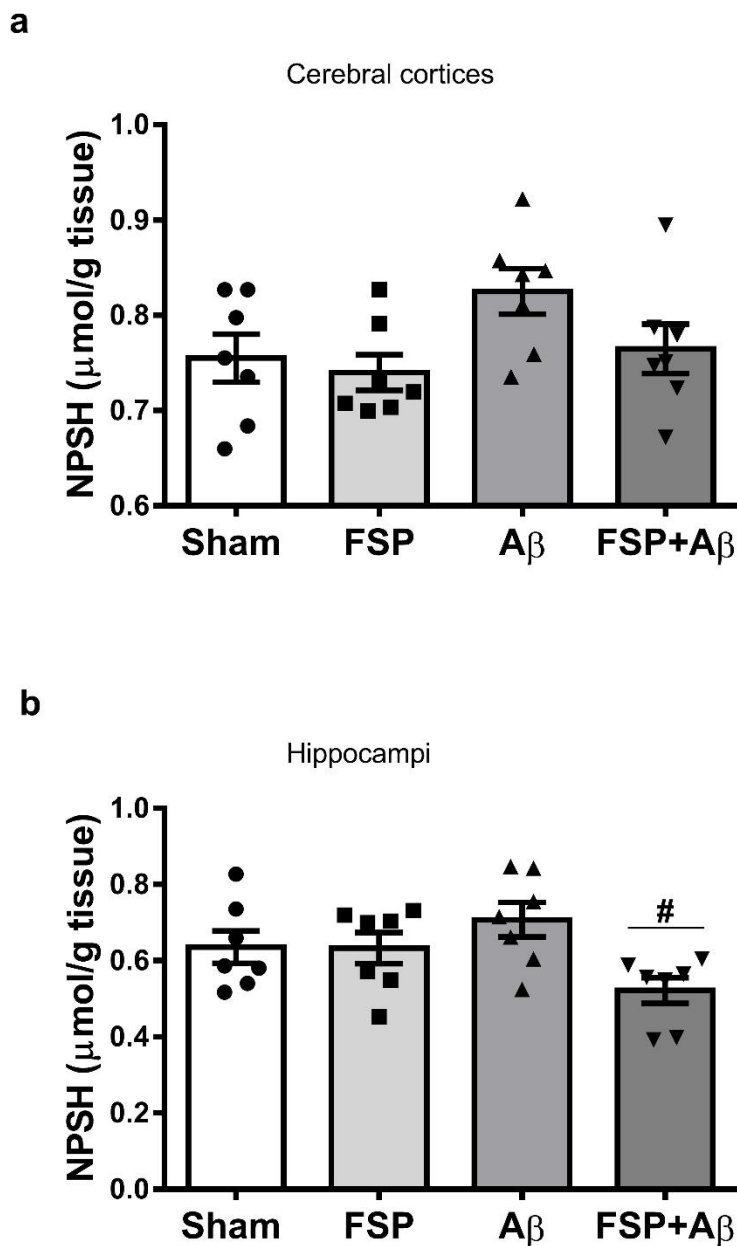 a
Cerebral cortices
NPSH (μmol/g tissue)
1.0
0.9
0.8
0.7
0.6
Sham FSP Aβ FSP+Aβ
b
Hippocampi
NPSH (μmol/g tissue)
1.0
0.8
0.6
0.4
0.2
0.0
#
Sham FSP Aβ FSP+Aβ